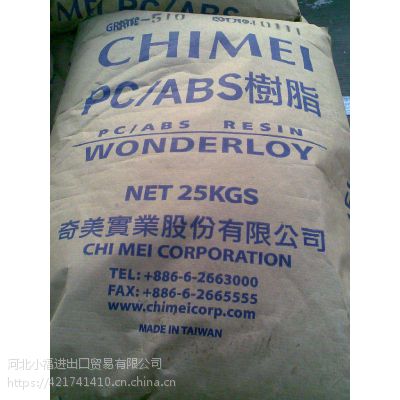 CHIMEI
PC/ABS樹脂
PC/ABS RESIN
WONDERLOY
NET 25KGS
奇美實業股份有限公司
CHI MEI CORPORATION
TEL: +886-6-2663000
FAX: +886-6-2665555
www.chimeicorp.com
MADE IN TAIWAN
河北小福进出口贸易有限公司
https://421741410.cn.china.cn